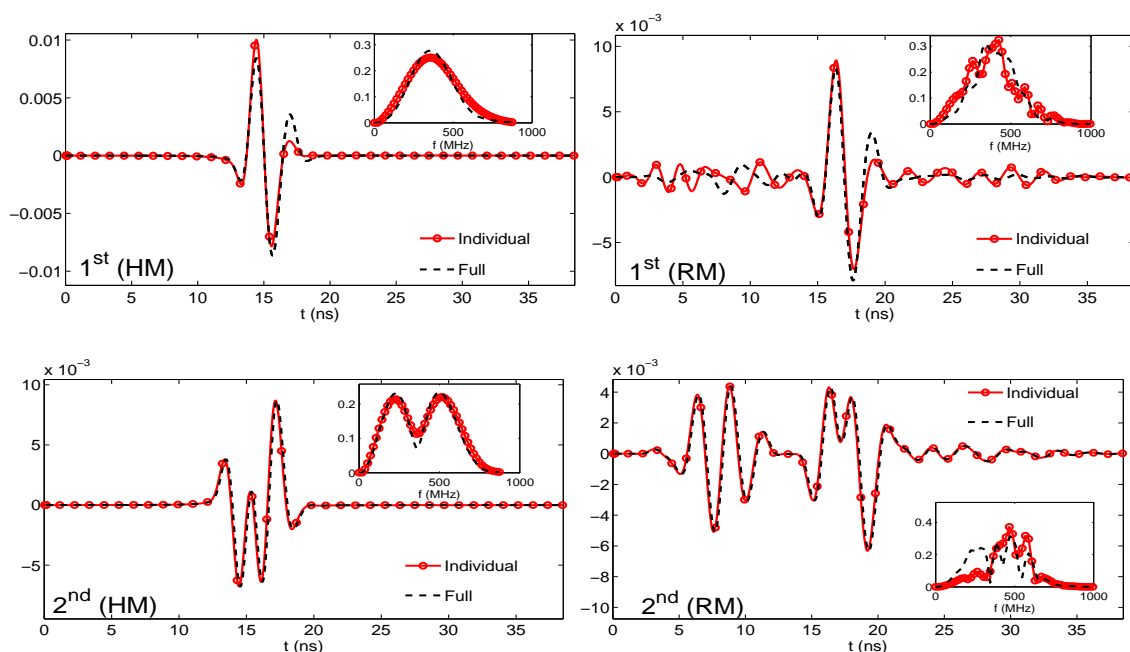 0.01
0.005
0
−0.005
−0.01
0 5 10 15 20 25 30 35
t (ns)
1st (HM)
Individual
Full
0.3
0.2
0.1
0
0 500 1000
f (MHz)
x 10−3
10
5
0
−5
0 5 10 15 20 25 30 35
t (ns)
1st (RM)
Individual
Full
0.3
0.2
0.1
0
0 500 1000
f (MHz)
x 10−3
10
5
0
−5
0 5 10 15 20 25 30 35
t (ns)
2nd (HM)
Individual
Full
0.2
0.1
0
0 500 1000
f (MHz)
x 10−3
4
2
0
−2
−4
−6
−8
−10
0 5 10 15 20 25 30 35
t (ns)
2nd (RM)
Individual
Full
0.4
0.2
0
0 500 1000
f (MHz)